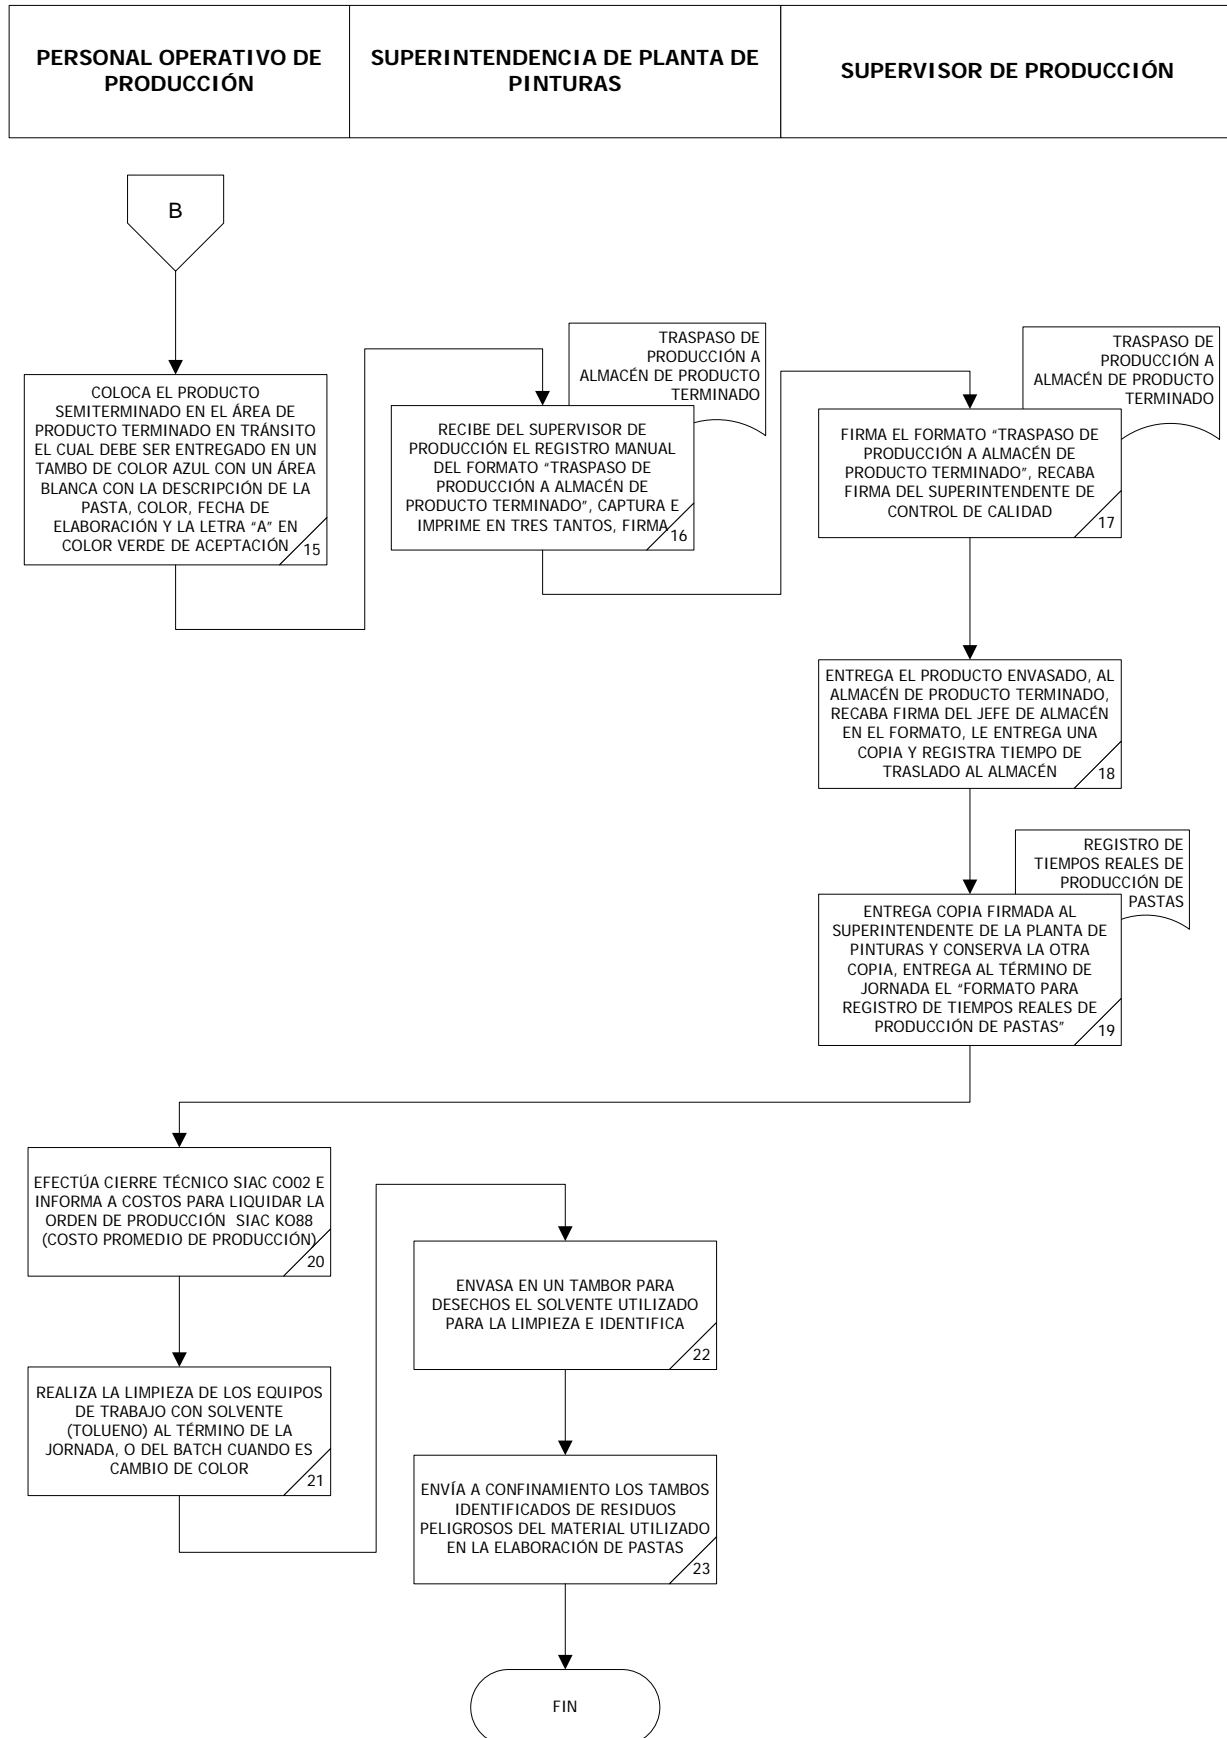 PERSONAL OPERATIVO DE
PRODUCCIÓN
SUPERINTENDENCIA DE PLANTA DE
PINTURAS
SUPERVISOR DE PRODUCCIÓN
B
COLOCA EL PRODUCTO
SEMITERMINADO EN EL ÁREA DE
PRODUCTO TERMINADO EN TRÁNSITO
EL CUAL DEBE SER ENTREGADO EN UN
TAMBO DE COLOR AZUL CON UN ÁREA
BLANCA CON LA DESCRIPCIÓN DE LA
PASTA, COLOR, FECHA DE
ELABORACIÓN Y LA LETRA “A” EN
COLOR VERDE DE ACEPTACIÓN
15
TRASPASO DE
PRODUCCIÓN A
ALMACÉN DE PRODUCTO
TERMINADO
RECIBE DEL SUPERVISOR DE
PRODUCCIÓN EL REGISTRO MANUAL
DEL FORMATO “TRASPASO DE
PRODUCCIÓN A ALMACÉN DE
PRODUCTO TERMINADO”, CAPTURA E
IMPRIME EN TRES TANTOS, FIRMA
16
TRASPASO DE
PRODUCCIÓN A
ALMACÉN DE PRODUCTO
TERMINADO
FIRMA EL FORMATO “TRASPASO DE
PRODUCCIÓN A ALMACÉN DE
PRODUCTO TERMINADO”, RECABA
FIRMA DEL SUPERINTENDENTE DE
CONTROL DE CALIDAD
17
ENTREGA EL PRODUCTO ENVASADO, AL
ALMACÉN DE PRODUCTO TERMINADO,
RECABA FIRMA DEL JEFE DE ALMACÉN
EN EL FORMATO, LE ENTREGA UNA
COPIA Y REGISTRA TIEMPO DE
TRASLADO AL ALMACÉN
18
REGISTRO DE
TIEMPOS REALES DE
PRODUCCIÓN DE
PASTAS
ENTREGA COPIA FIRMADA AL
SUPERINTENDENTE DE LA PLANTA DE
PINTURAS Y CONSERVA LA OTRA
COPIA, ENTREGA AL TÉRMINO DE
JORNADA EL “FORMATO PARA
REGISTRO DE TIEMPOS REALES DE
PRODUCCIÓN DE PASTAS”
19
EFECTÚA CIERRE TÉCNICO SIAC CO02 E
INFORMA A COSTOS PARA LIQUIDAR LA
ORDEN DE PRODUCCIÓN SIAC KO88
(COSTO PROMEDIO DE PRODUCCIÓN)
20
REALIZA LA LIMPIEZA DE LOS EQUIPOS
DE TRABAJO CON SOLVENTE
(TOLUENO) AL TÉRMINO DE LA
JORNADA, O DEL BATCH CUANDO ES
CAMBIO DE COLOR
21
ENVASA EN UN TAMBOR PARA
DESECHOS EL SOLVENTE UTILIZADO
PARA LA LIMPIEZA E IDENTIFICA
22
ENVÍA A CONFINAMIENTO LOS TAMBOS
IDENTIFICADOS DE RESIDUOS
PELIGROSOS DEL MATERIAL UTILIZADO
EN LA ELABORACIÓN DE PASTAS
23
FIN